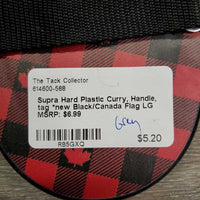 The Tack Collector
614600-588
Supra Hard Plastic Curry, Handle,
tag *new Black/Canada Flag LG
MSRP: $6.99
Grey
$5.20
RB5GXQ